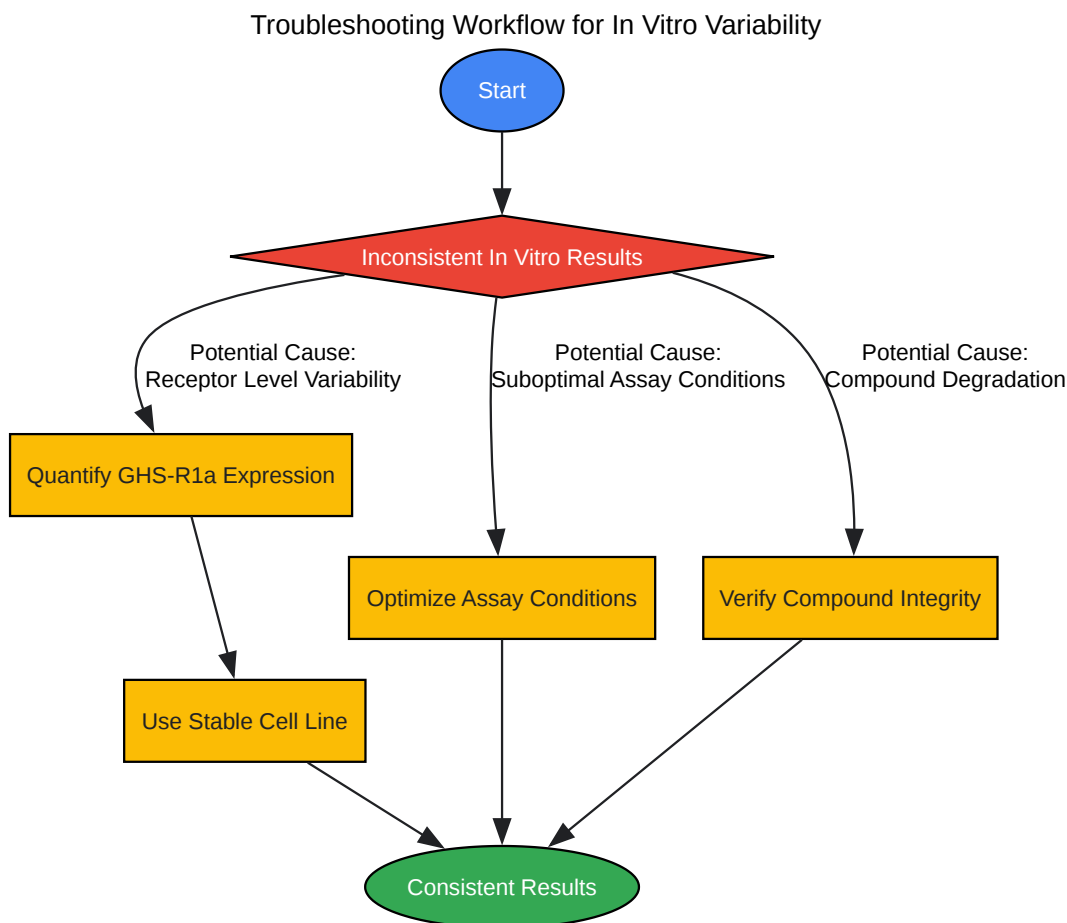 Troubleshooting Workflow for In Vitro Variability
Start
Inconsistent In Vitro Results
Potential Cause:
Receptor Level Variability
Potential Cause:
Suboptimal Assay Conditions
Potential Cause:
Compound Degradation
Quantify GHS-R1a Expression
Optimize Assay Conditions
Verify Compound Integrity
Use Stable Cell Line
Consistent Results